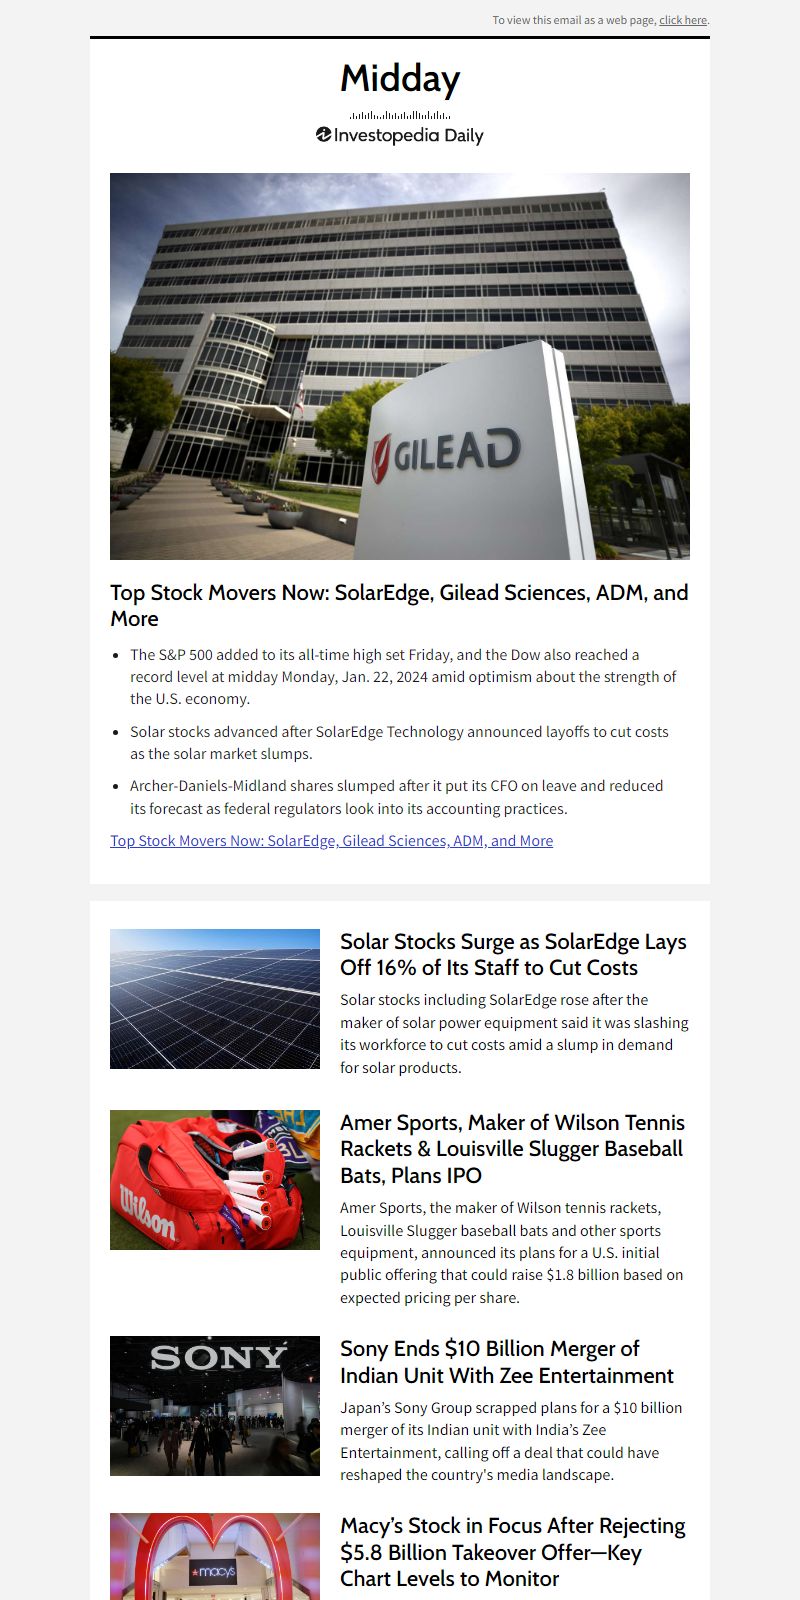 To view this email as a web page, click here.
Midday
Investopedia Daily
GILEAD
Top Stock Movers Now: SolarEdge, Gilead Sciences, ADM, and
More
• The S&P 500 added to its all-time high set Friday, and the Dow also reached a
record level at midday Monday, Jan. 22, 2024 amid optimism about the strength of
the U.S. economy.
• Solar stocks advanced after SolarEdge Technology announced layoffs to cut costs
as the solar market slumps.
• Archer-Daniels-Midland shares slumped after it put its CFO on leave and reduced
its forecast as federal regulators look into its accounting practices.
Top Stock Movers Now: SolarEdge, Gilead Sciences, ADM, and More
Solar Stocks Surge as SolarEdge Lays
Off 16% of Its Staff to Cut Costs
Solar stocks including SolarEdge rose after the
maker of solar power equipment said it was slashing
its workforce to cut costs amid a slump in demand
for solar products.
Wilson
Amer Sports, Maker of Wilson Tennis
Rackets & Louisville Slugger Baseball
Bats, Plans IPO
Amer Sports, the maker of Wilson tennis rackets,
Louisville Slugger baseball bats and other sports
equipment, announced its plans for a U.S. initial
public offering that could raise $1.8 billion based on
expected pricing per share.
SONY
Sony Ends $10 Billion Merger of
Indian Unit With Zee Entertainment
Japan’s Sony Group scrapped plans for a $10 billion
merger of its Indian unit with India’s Zee
Entertainment, calling off a deal that could have
reshaped the country's media landscape.
macy's
Macy’s Stock in Focus After Rejecting
$5.8 Billion Takeover Offer—Key
Chart Levels to Monitor